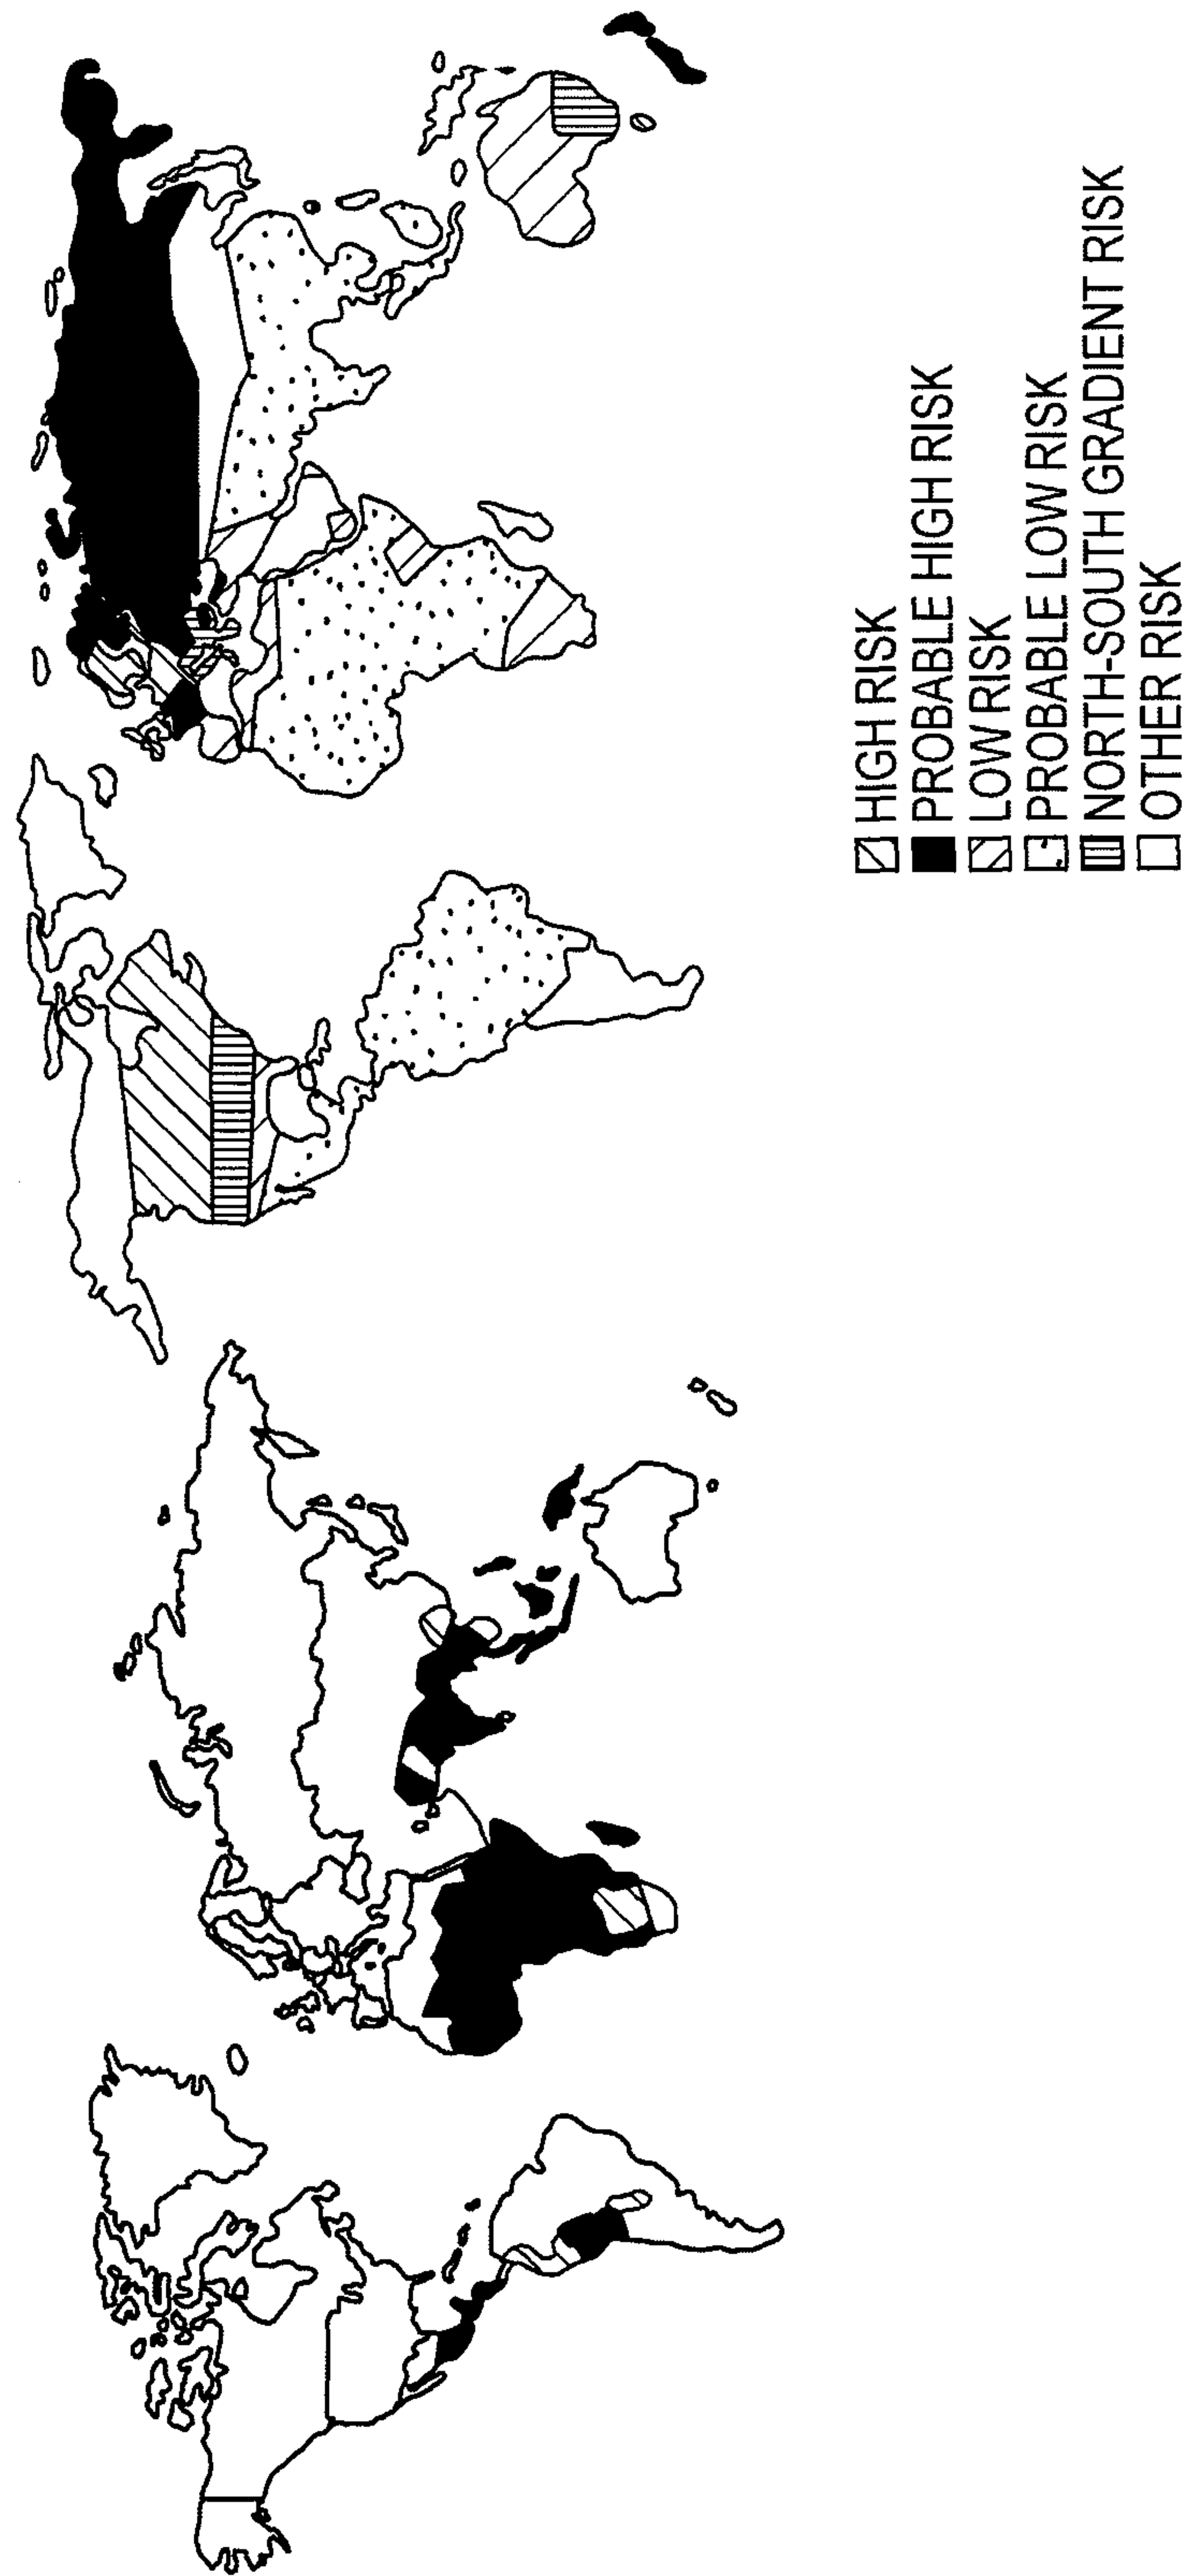 HIGH RISK
PROBABLE HIGH RISK
LOW RISK
PROBABLE LOW RISK
NORTH-SOUTH GRADIENT RISK
OTHER RISK